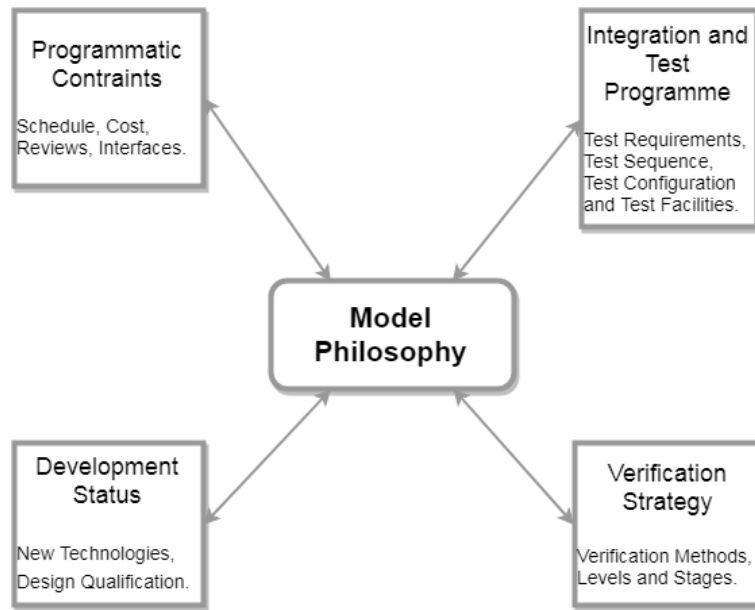 Programmatic
Contraints
Schedule, Cost,
Reviews, Interfaces.
Integration and
Test
Programme
Test Requirements,
Test Sequence,
Test Configuration
and Test Facilities.
Model
Philosophy
Development
Status
New Technologies,
Design Qualification.
Verification
Strategy
Verification Methods,
Levels and Stages.